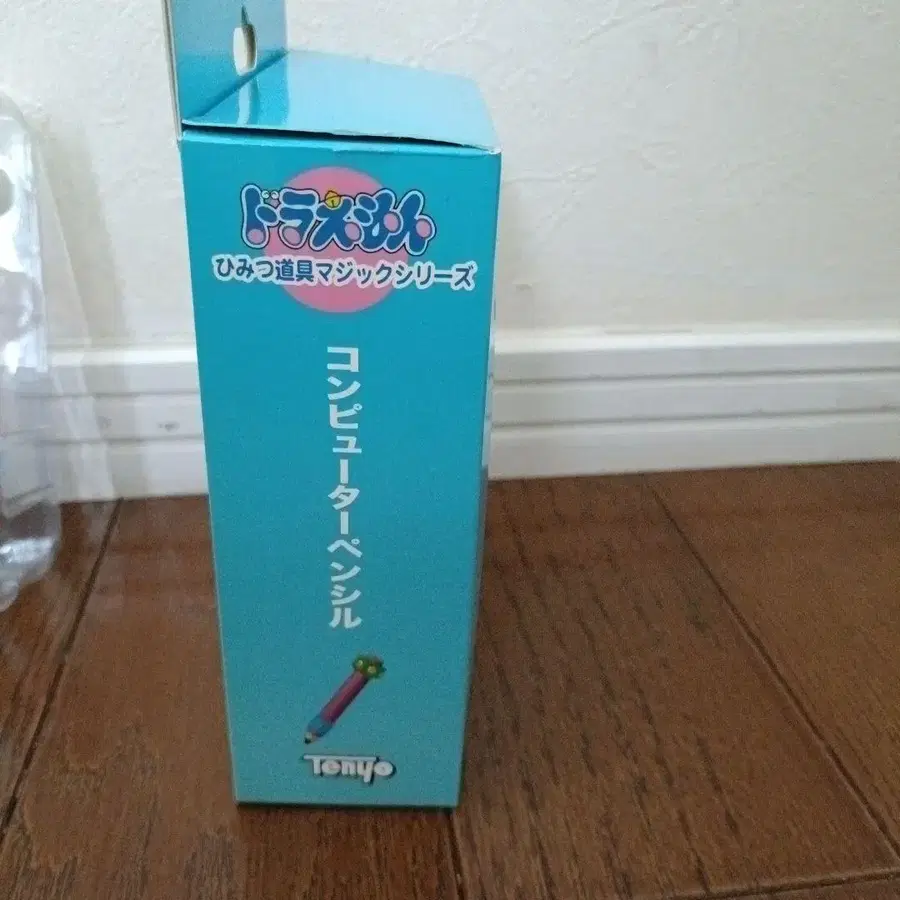 ドラえもん
ひみつ道具マジックシリーズ
コンピューターペンシル
Tenyo